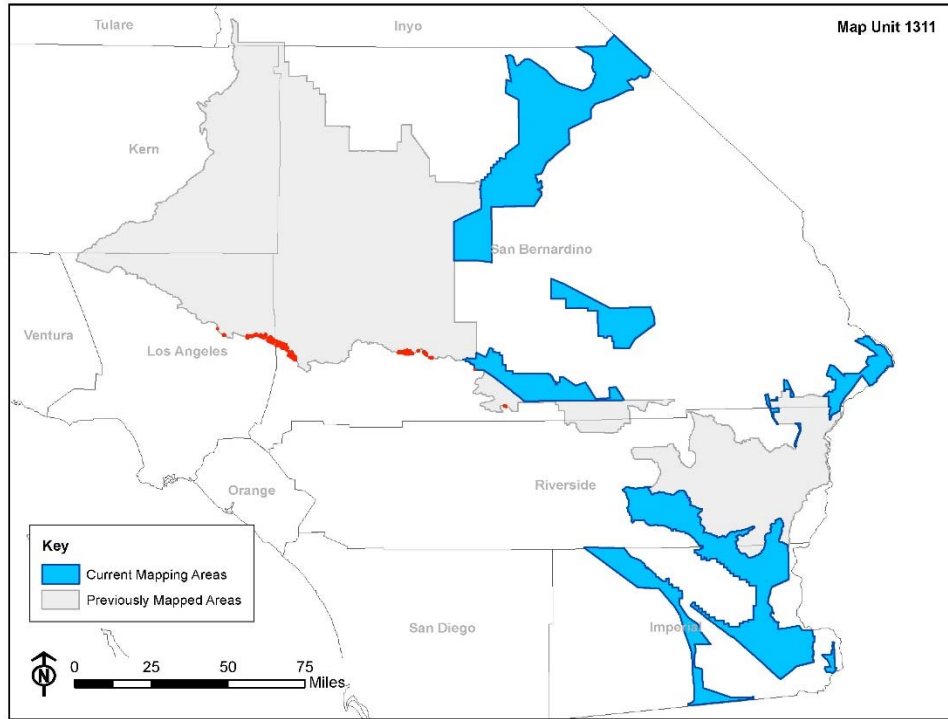 Tulare
Inyo
Map Unit 1311
Kern
San Bernardino
Ventura
Los Angeles
Orange
Riverside
Key
Current Mapping Areas
Previously Mapped Areas
San Diego
Imperial
N
0 25 50 75
Miles